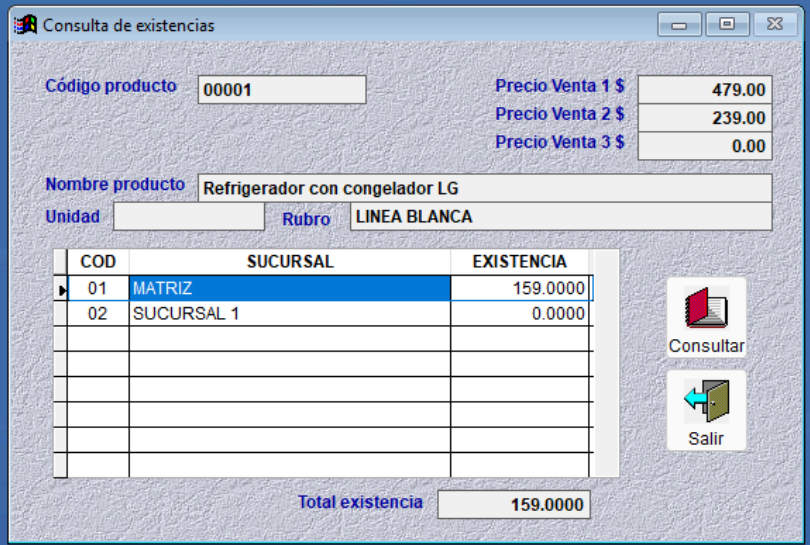 Consulta de existencias
Código producto 00001 Precio Venta 1 $ 479.00
Precio Venta 2 $ 239.00
Precio Venta 3 $ 0.00
Nombre producto Refrigerador con congelador LG
Unidad Rubro LINEA BLANCA
COD SUCURSAL EXISTENCIA
01 MATRIZ 159.0000
02 SUCURSAL 1 0.0000
Consultar
Salir
Total existencia 159.0000